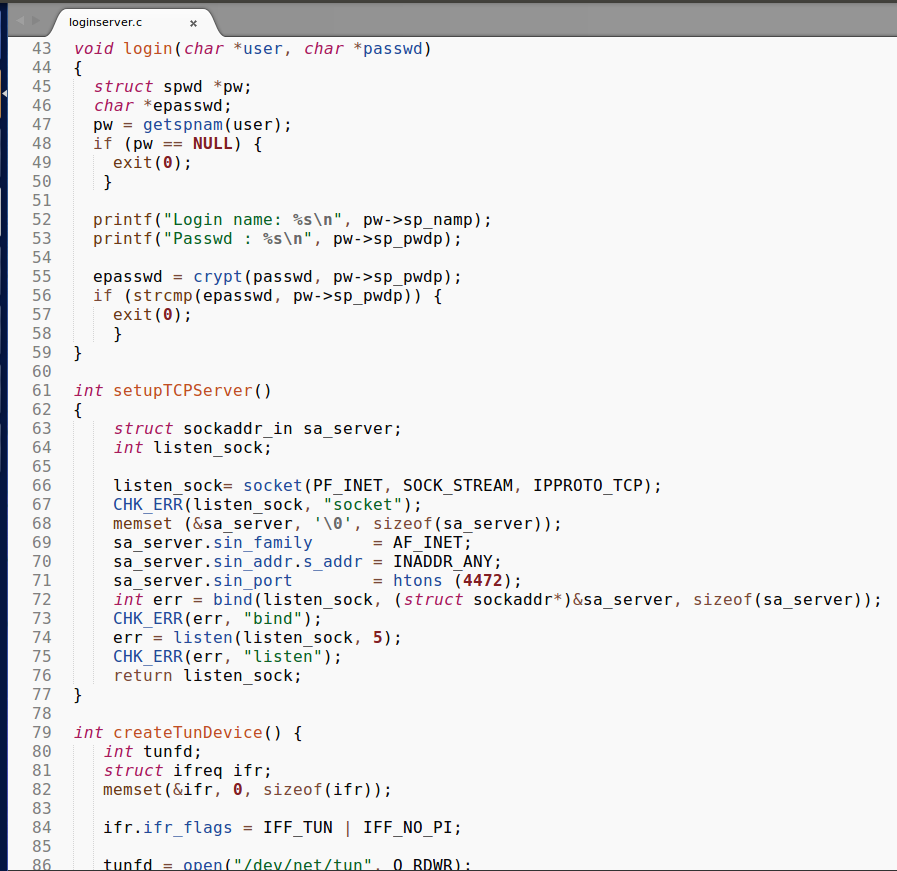 loginserver.c ×
43 void login(char *user, char *passwd)
44 {
45   struct spwd *pw;
46   char *epasswd;
47   pw = getspnam(user);
48   if (pw == NULL) {
49     exit(0);
50    }
51
52   printf("Login name: %s\n", pw->sp_namp);
53   printf("Passwd : %s\n", pw->sp_pwdp);
54
55   epasswd = crypt(passwd, pw->sp_pwdp);
56   if (strcmp(epasswd, pw->sp_pwdp)) {
57     exit(0);
58     }
59 }
60
61 int setupTCPServer()
62 {
63     struct sockaddr_in sa_server;
64     int listen_sock;
65
66     listen_sock= socket(PF_INET, SOCK_STREAM, IPPROTO_TCP);
67     CHK_ERR(listen_sock, "socket");
68     memset (&sa_server, '\0', sizeof(sa_server));
69     sa_server.sin_family      = AF_INET;
70     sa_server.sin_addr.s_addr = INADDR_ANY;
71     sa_server.sin_port        = htons (4472);
72     int err = bind(listen_sock, (struct sockaddr*)&sa_server, sizeof(sa_server));
73     CHK_ERR(err, "bind");
74     err = listen(listen_sock, 5);
75     CHK_ERR(err, "listen");
76     return listen_sock;
77 }
78
79 int createTunDevice() {
80    int tunfd;
81    struct ifreq ifr;
82    memset(&ifr, 0, sizeof(ifr));
83
84    ifr.ifr_flags = IFF_TUN | IFF_NO_PI;
85
86    tunfd = open("/dev/net/tun", O_RDWR);